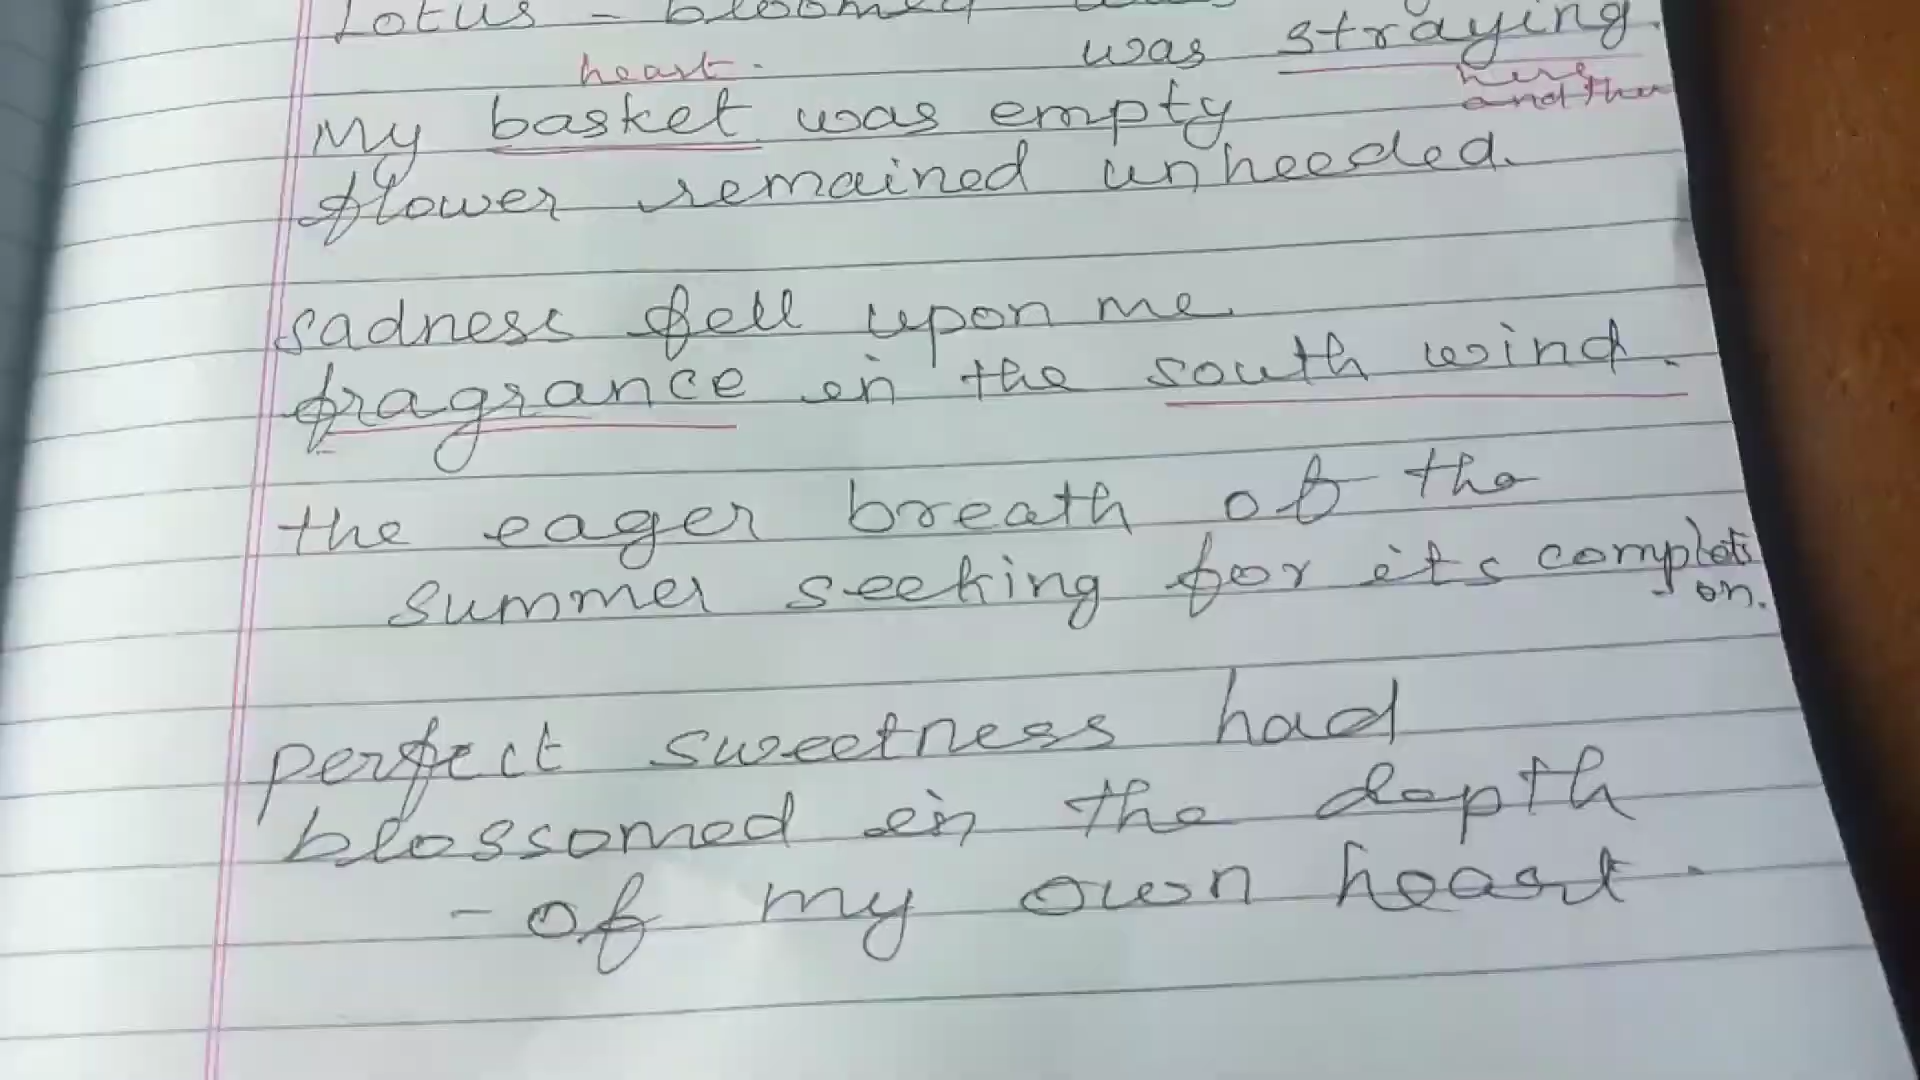 Lotus - bloomed
was straying.
heart.
here
and there
My basket was empty
flower remained unheeded.
sadness fell upon me
fragrance in the south wind.
the eager breath of the
summer seeking for its completi
on.
perfect sweetness had
blossomed in the depth
- of my own heart.